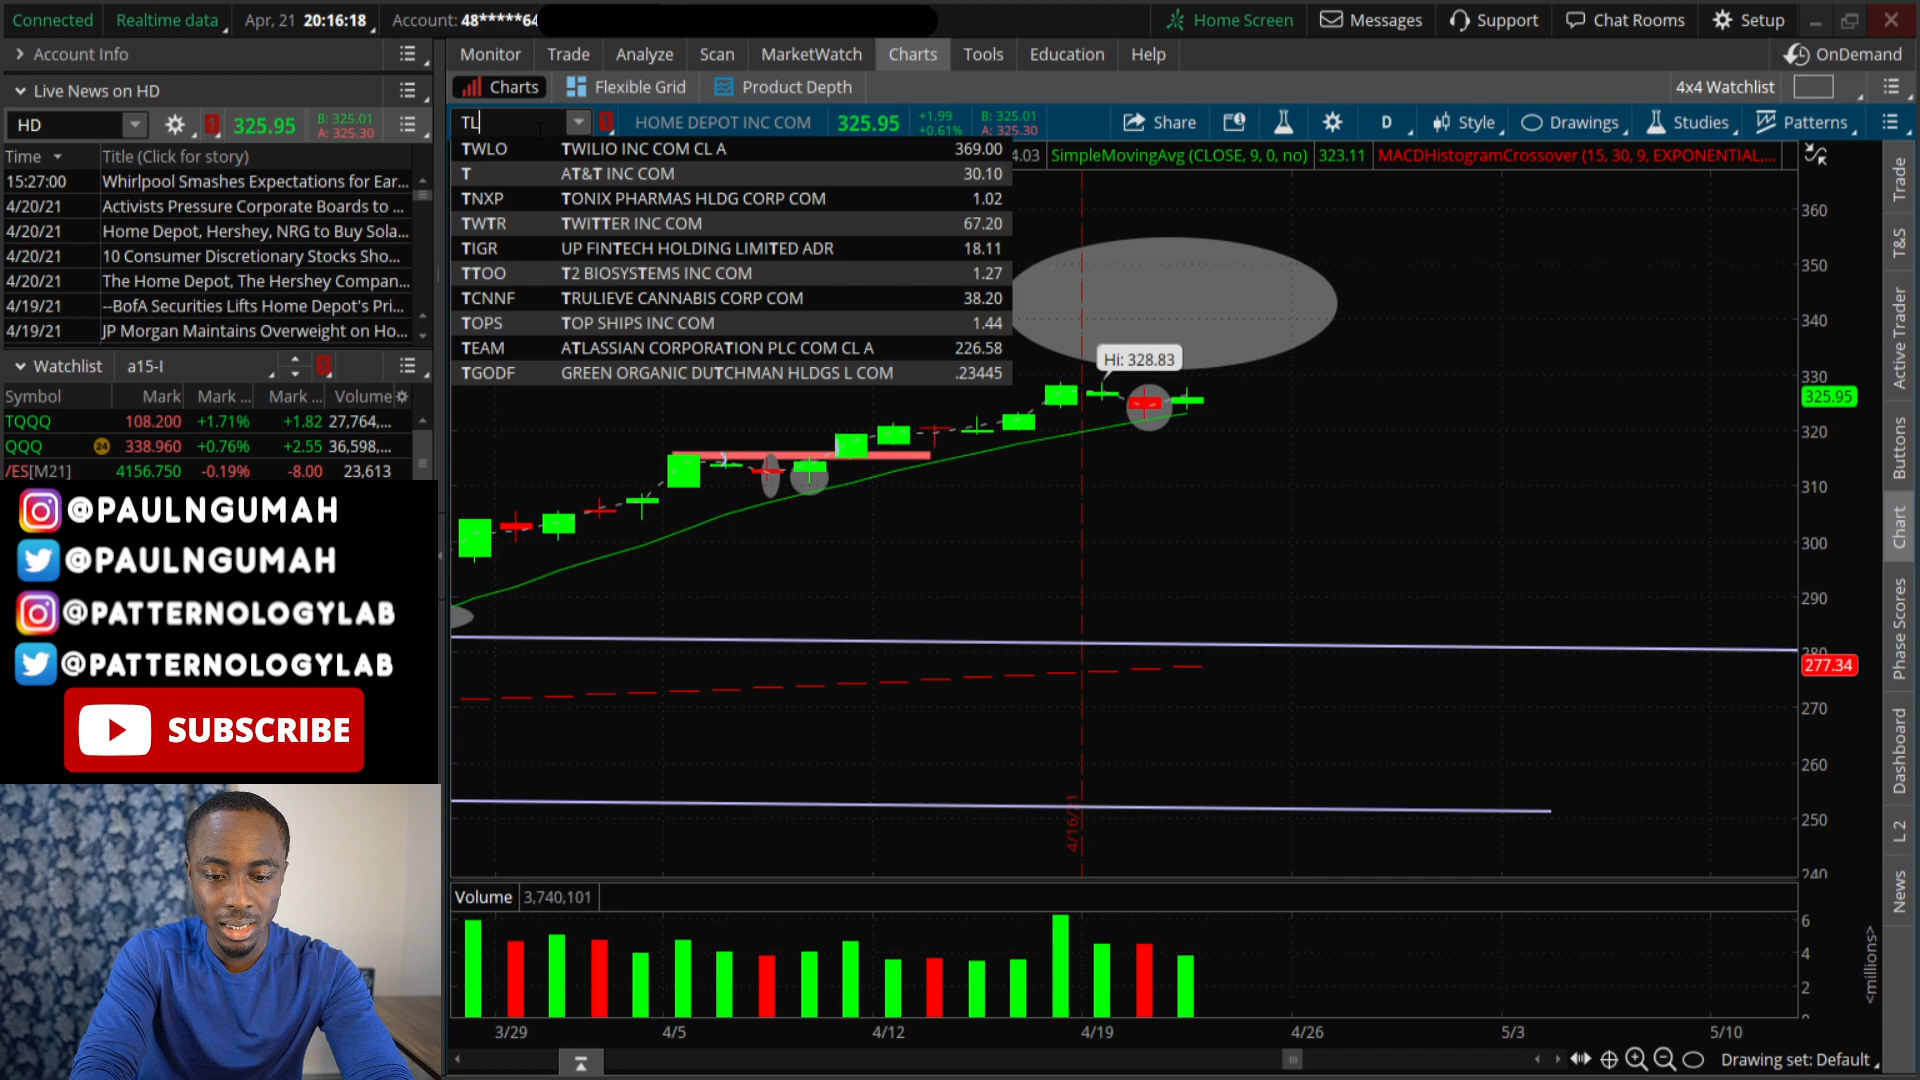 Connected
Realtime data
Apr, 21 20:16:18
Account: 48*****64
Home Screen
Messages
Support
Chat Rooms
Setup
Account Info
Monitor
Trade
Analyze
Scan
MarketWatch
Charts
Tools
Education
Help
OnDemand
Live News on HD
Charts
Flexible Grid
Product Depth
4x4 Watchlist
HD
1
325.95
B: 325.01
A: 325.30
TL
HOME DEPOT INC COM
325.95
+1.99
+0.61%
B: 325.01
A: 325.30
Share
D
Style
Drawings
Studies
Patterns
Time
Title (Click for story)
15:27:00 Whirlpool Smashes Expectations for Ear...
4/20/21 Activists Pressure Corporate Boards to ...
4/20/21 Home Depot, Hershey, NRG to Buy Sola...
4/20/21 10 Consumer Discretionary Stocks Sho...
4/20/21 The Home Depot, The Hershey Compan...
4/19/21 --BofA Securities Lifts Home Depot's Pri...
4/19/21 JP Morgan Maintains Overweight on Ho...
TWLO TWILIO INC COM CL A 369.00
T AT&T INC COM 30.10
TNXP TONIX PHARMAS HLDG CORP COM 1.02
TWTR TWITTER INC COM 67.20
TIGR UP FINTECH HOLDING LIMITED ADR 18.11
TTOO T2 BIOSYSTEMS INC COM 1.27
TCNNF TRULIEVE CANNABIS CORP COM 38.20
TOPS TOP SHIPS INC COM 1.44
TEAM ATLASSIAN CORPORATION PLC COM CL A 226.58
TGODF GREEN ORGANIC DUTCHMAN HLDGS L COM .23445
4.03
SimpleMovingAvg (CLOSE, 9, 0, no)
323.11
MACDHistogramCrossover (15, 30, 9, EXPONENTIAL,...
Watchlist
a15-I
Symbol Mark Mark ... Mark ... Volume
TQQQ 108.200 +1.71% +1.82 27,764,...
QQQ 24 338.960 +0.76% +2.55 36,598,...
/ES[M21] 4156.750 -0.19% -8.00 23,613
@PAULNGUMAH
@PAULNGUMAH
@PATTERNOLOGYLAB
@PATTERNOLOGYLAB
SUBSCRIBE
Hi: 328.83
4/16/21
360
350
340
330
325.95
320
310
300
290
280
277.34
270
260
250
240
Volume
3,740,101
6
4
2
<millions>
3/29
4/5
4/12
4/19
4/26
5/3
5/10
Drawing set: Default
Trade
T&S
Active Trader
Buttons
Chart
Phase Scores
Dashboard
L 2
News